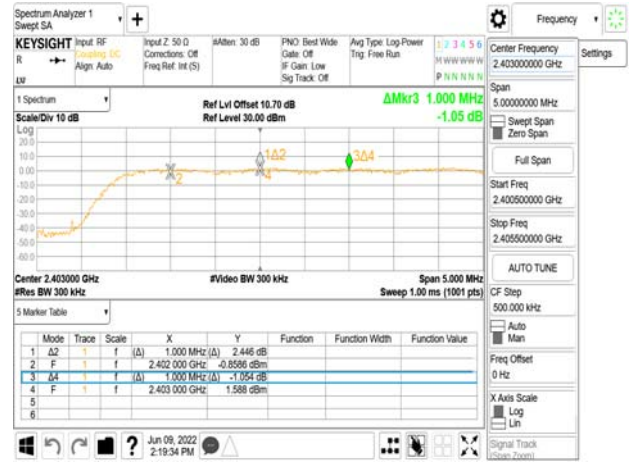 Spectrum Analyzer 1
Swept SA
+
Frequency
KEYSIGHT
R
LV
Input: RF
Coupling: DC
Align: Auto
Input Z: 50 Ω
Corrections: Off
Freq Ref: Int (S)
#Atten: 30 dB
PNO: Best Wide
Gate: Off
IF Gain: Low
Sig Track: Off
Avg Type: Log-Power
Trig: Free Run
1 2 3 4 5 6
M W W W W W
P N N N N N
1 Spectrum
Scale/Div 10 dB
Ref Lvl Offset 10.70 dB
Ref Level 30.00 dBm
ΔMkr3 1.000 MHz
-1.05 dB
Log
20.0
10.0
0.00
-10.0
-20.0
-30.0
-40.0
-50.0
-60.0
1Δ2
3Δ4
2
4
Center 2.403000 GHz
#Res BW 300 kHz
#Video BW 300 kHz
Span 5.000 MHz
Sweep 1.00 ms (1001 pts)
5 Marker Table
Mode Trace Scale X Y Function Function Width Function Value
1 Δ2 1 f (Δ) 1.000 MHz (Δ) 2.446 dB
2 F 1 f 2.402 000 GHz -0.8586 dBm
3 Δ4 1 f (Δ) 1.000 MHz (Δ) -1.054 dB
4 F 1 f 2.403 000 GHz 1.588 dBm
5
6
Jun 09, 2022
2:19:34 PM
Center Frequency
2.403000000 GHz
Settings
Span
5.00000000 MHz
Swept Span
Zero Span
Full Span
Start Freq
2.400500000 GHz
Stop Freq
2.405500000 GHz
AUTO TUNE
CF Step
500.000 kHz
Auto
Man
Freq Offset
0 Hz
X Axis Scale
Log
Lin
Signal Track
(Span Zoom)